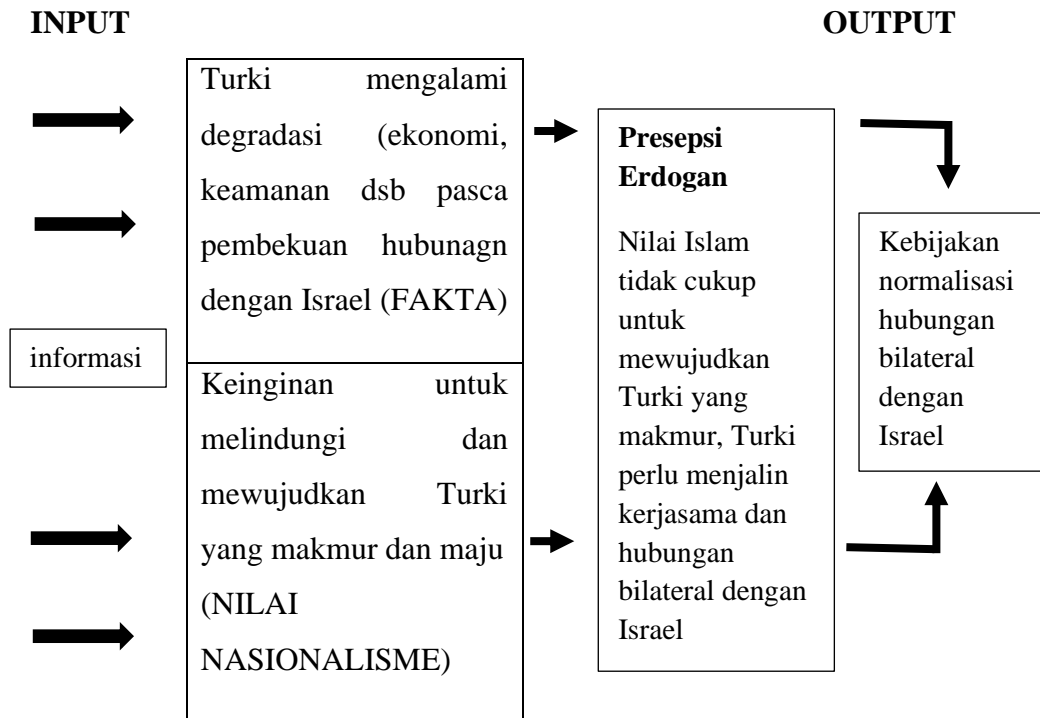 INPUT
OUTPUT
informasi
Turki mengalami
degradasi (ekonomi,
keamanan dsb pasca
pembekuan hubunagn
dengan Israel (FAKTA)
Keinginan untuk
melindungi dan
mewujudkan Turki
yang makmur dan maju
(NILAI
NASIONALISME)
Presepsi
Erdogan
Nilai Islam
tidak cukup
untuk
mewujudkan
Turki yang
makmur, Turki
perlu menjalin
kerjasama dan
hubungan
bilateral dengan
Israel
Kebijakan
normalisasi
hubungan
bilateral
dengan
Israel